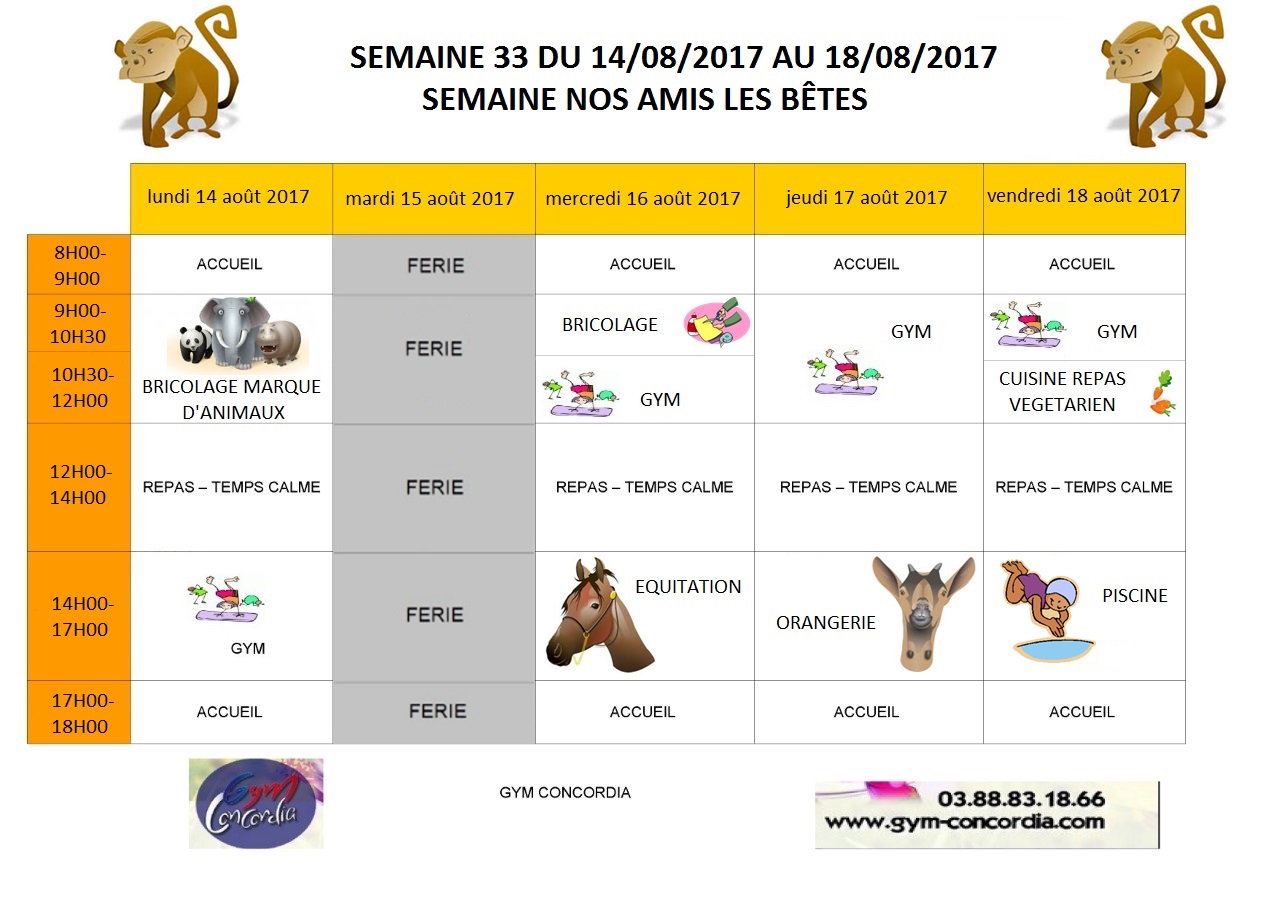 SEMAINE 33 DU 14/08/2017 AU 18/08/2017
SEMAINE NOS AMIS LES BÊTES
lundi 14 août 2017 mardi 15 août 2017 mercredi 16 août 2017 jeudi 17 août 2017 vendredi 18 août 2017
8H00-
9H00
ACCUEIL FERIE ACCUEIL ACCUEIL ACCUEIL
9H00-
10H30
BRICOLAGE
GYM
GYM
FERIE
10H30-
12H00
BRICOLAGE MARQUE
D'ANIMAUX
GYM
CUISINE REPAS
VEGETARIEN
12H00-
14H00
REPAS – TEMPS CALME FERIE REPAS – TEMPS CALME REPAS – TEMPS CALME REPAS – TEMPS CALME
14H00-
17H00
GYM
FERIE
EQUITATION
ORANGERIE
PISCINE
17H00-
18H00
ACCUEIL FERIE ACCUEIL ACCUEIL ACCUEIL
Gym
Concordia
GYM CONCORDIA
03.88.83.18.66
www.gym-concordia.com